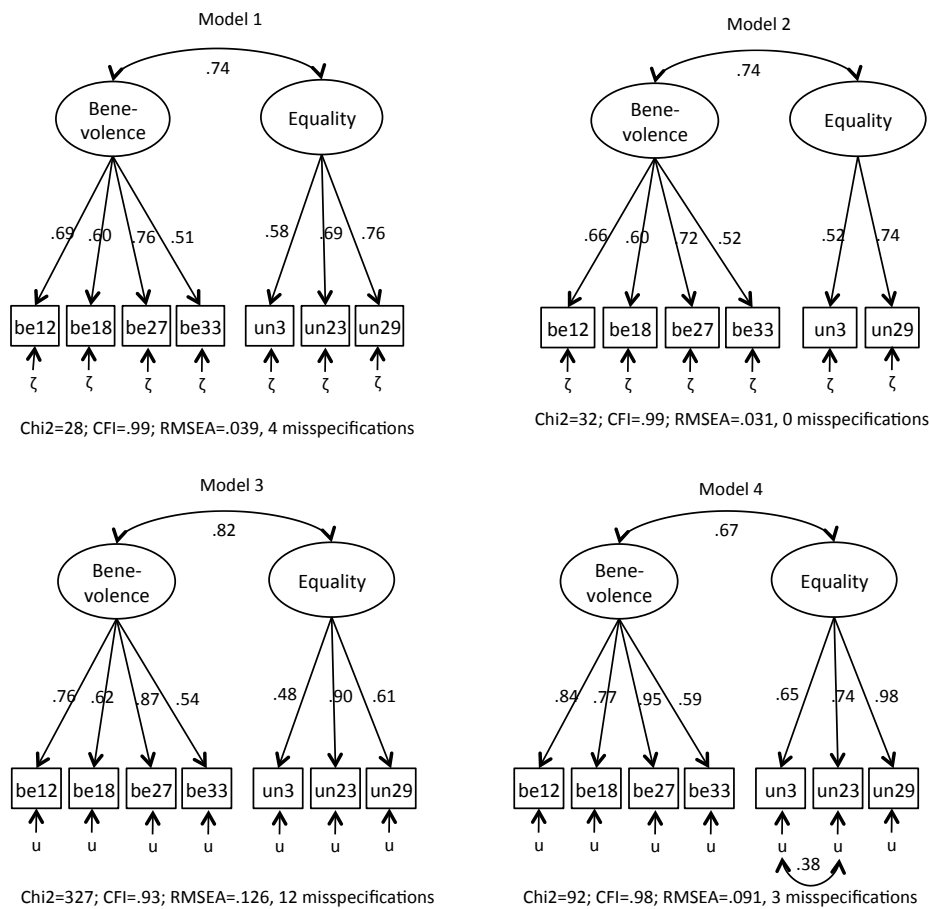 Model 1
.74
Bene-
volence
Equality
.69 .60 .76 .51 .58 .69 .76
be12 be18 be27 be33 un3 un23 un29
ζ ζ ζ ζ ζ ζ ζ
Chi2=28; CFI=.99; RMSEA=.039, 4 misspecifications
Model 2
.74
Bene-
volence
Equality
.66 .60 .72 .52 .52 .74
be12 be18 be27 be33 un3 un29
ζ ζ ζ ζ ζ ζ
Chi2=32; CFI=.99; RMSEA=.031, 0 misspecifications
Model 3
.82
Bene-
volence
Equality
.76 .62 .87 .54 .48 .90 .61
be12 be18 be27 be33 un3 un23 un29
u u u u u u u
Chi2=327; CFI=.93; RMSEA=.126, 12 misspecifications
Model 4
.67
Bene-
volence
Equality
.84 .77 .95 .59 .65 .74 .98
be12 be18 be27 be33 un3 un23 un29
u u u u u u u
.38
Chi2=92; CFI=.98; RMSEA=.091, 3 misspecifications